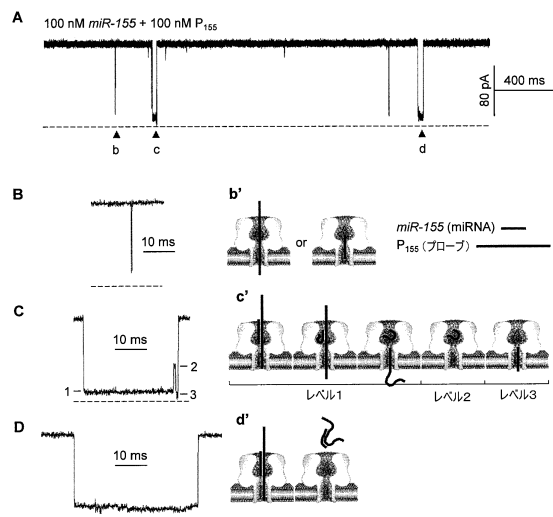 A
100 nM miR-155 + 100 nM P₁₅₅
80 pA
400 ms
b
c
d
B
10 ms
b'
or
miR-155 (miRNA)
P₁₅₅ (プローブ)
C
10 ms
1
2
3
c'
レベル1
レベル2
レベル3
D
10 ms
d'